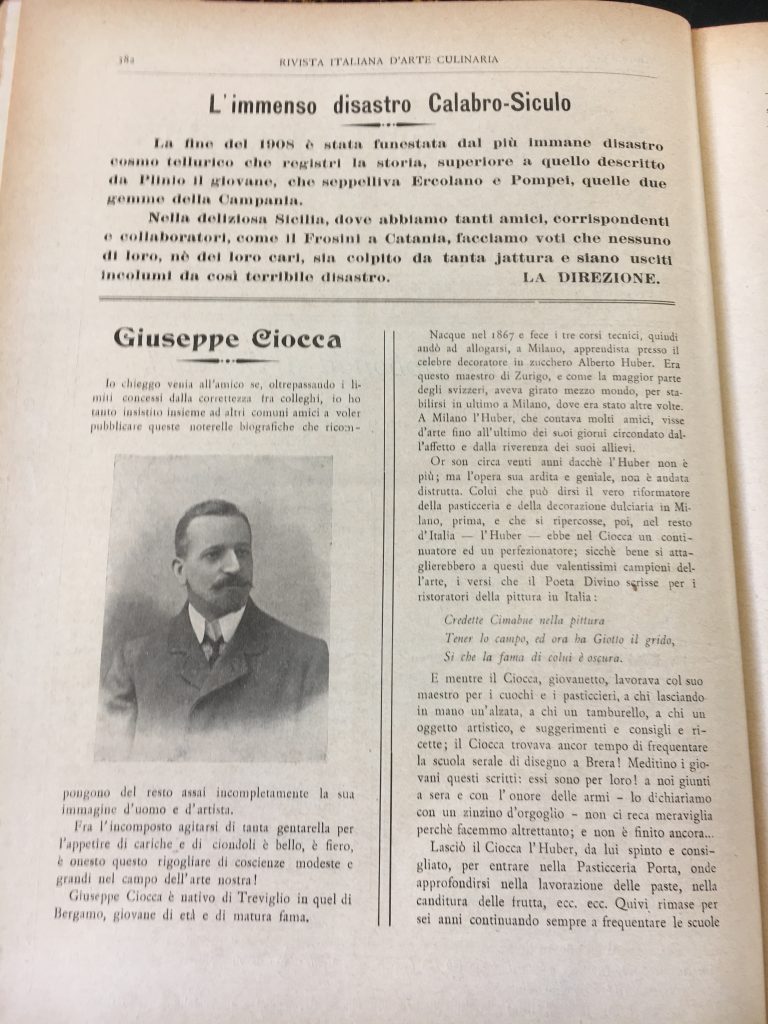 382
RIVISTA ITALIANA D'ARTE CULINARIA
L'immenso disastro Calabro-Siculo
La fine del 1908 è stata funestata dal più immane disastro
cosmo tellurico che registri la storia, superiore a quello descritto
da Plinio il giovane, che seppelliva Ercolano e Pompei, quelle due
gemme della Campania.
Nella deliziosa Sicilia, dove abbiamo tanti amici, corrispondenti
e collaboratori, come il Frosini a Catania, facciamo voti che nessuno
di loro, nè dei loro cari, sia colpito da tanta jattura e siano usciti
incolumi da così terribile disastro. LA DIREZIONE.
Giuseppe Ciocca
Io chieggo venia all'amico se, oltrepassando i li-
miti concessi dalla correttezza tra colleghi, io ho
tanto insistito insieme ad altri comuni amici a voler
pubblicare queste noterelle biografiche che ricom-
pongono del resto assai incompletamente la sua
immagine d'uomo e d'artista.
Fra l'incomposto agitarsi di tauta gentarella per
l'appetire di cariche e di ciondoli è bello, è fiero,
è onesto questo rigogliare di coscienze modeste e
grandi nel campo dell'arte nostra!
Giuseppe Ciocca è nativo di Treviglio in quel di
Bergamo, giovane di età e di matura fama.
Nacque nel 1867 e fece i tre corsi tecnici, quindi
andò ad allogarsi, a Milano, apprendista presso il
celebre decoratore in zucchero Alberto Huber. Era
questo maestro di Zurigo, e come la maggior parte
degli svizzeri, aveva girato mezzo mondo, per sta-
bilirsi in ultimo a Milano, dove era stato altre volte.
A Milano l'Huber, che contava molti amici, visse
d'arte fino all'ultimo dei suoi giorni circondato dal-
l'affetto e dalla riverenza dei suoi allievi.
Or son circa venti anni dacchè l'Huber non è
più; ma l'opera sua ardita e geniale, non è andata
distrutta. Colui che può dirsi il vero riformatore
della pasticceria e della decorazione dulciaria in Mi-
lano, prima, e che si ripercosse, poi, nel resto
d'Italia — l'Huber — ebbe nel Ciocca un conti-
nuatore ed un perfezionatore; sicchè bene si atta-
glierebbero a questi due valentissimi campioni del-
l'arte, i versi che il Poeta Divino scrisse per i
ristoratori della pittura in Italia:
Credette Cimabue nella pittura
Tener lo campo, ed ora ha Giotto il grido,
Si che la fama di colui è oscura.
E mentre il Ciocca, giovanetto, lavorava col suo
maestro per i cuochi e i pasticcieri, a chi lasciando
in mano un'alzata, a chi un tamburello, a chi un
oggetto artistico, e suggerimenti e consigli e ri-
cette; il Ciocca trovava ancor tempo di frequentare
la scuola serale di disegno a Brera! Meditino i gio-
vani questi scritti: essi sono per loro! a noi giunti
a sera e con l'onore delle armi - lo dichiariamo
con un zinzino d'orgoglio - non ci reca meraviglia
perchè facemmo altrettanto; e non è finito ancora...
Lasciò il Ciocca l'Huber, da lui spinto e consi-
gliato, per entrare nella Pasticceria Porta, onde
approfondirsi nella lavorazione delle paste, nella
canditura delle frutta, ecc. ecc. Quivi rimase per
sei anni continuando sempre a frequentare le scuole